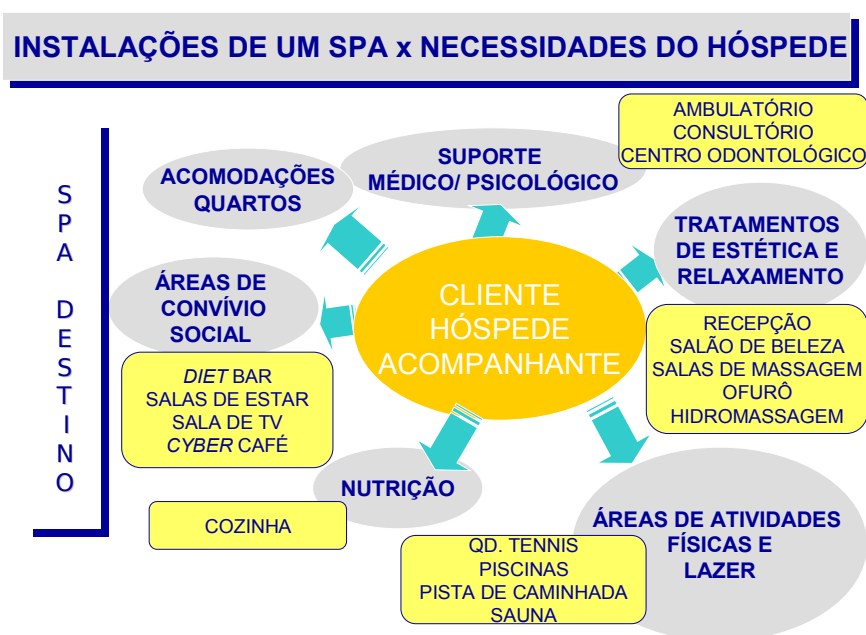 INSTALAÇÕES DE UM SPA x NECESSIDADES DO HÓSPEDE
SPA DESTINO
ACOMODAÇÕES
QUARTOS
SUPORTE
MÉDICO/ PSICOLÓGICO
AMBULATÓRIO
CONSULTÓRIO
CENTRO ODONTOLÓGICO
TRATAMENTOS
DE ESTÉTICA E
RELAXAMENTO
RECEPÇÃO
SALÃO DE BELEZA
SALAS DE MASSAGEM
OFURÔ
HIDROMASSAGEM
CLIENTE
HÓSPEDE
ACOMPANHANTE
ÁREAS DE
CONVÍVIO
SOCIAL
DIET BAR
SALAS DE ESTAR
SALA DE TV
CYBER CAFÉ
NUTRIÇÃO
COZINHA
ÁREAS DE ATIVIDADES
FÍSICAS E
LAZER
QD. TENNIS
PISCINAS
PISTA DE CAMINHADA
SAUNA